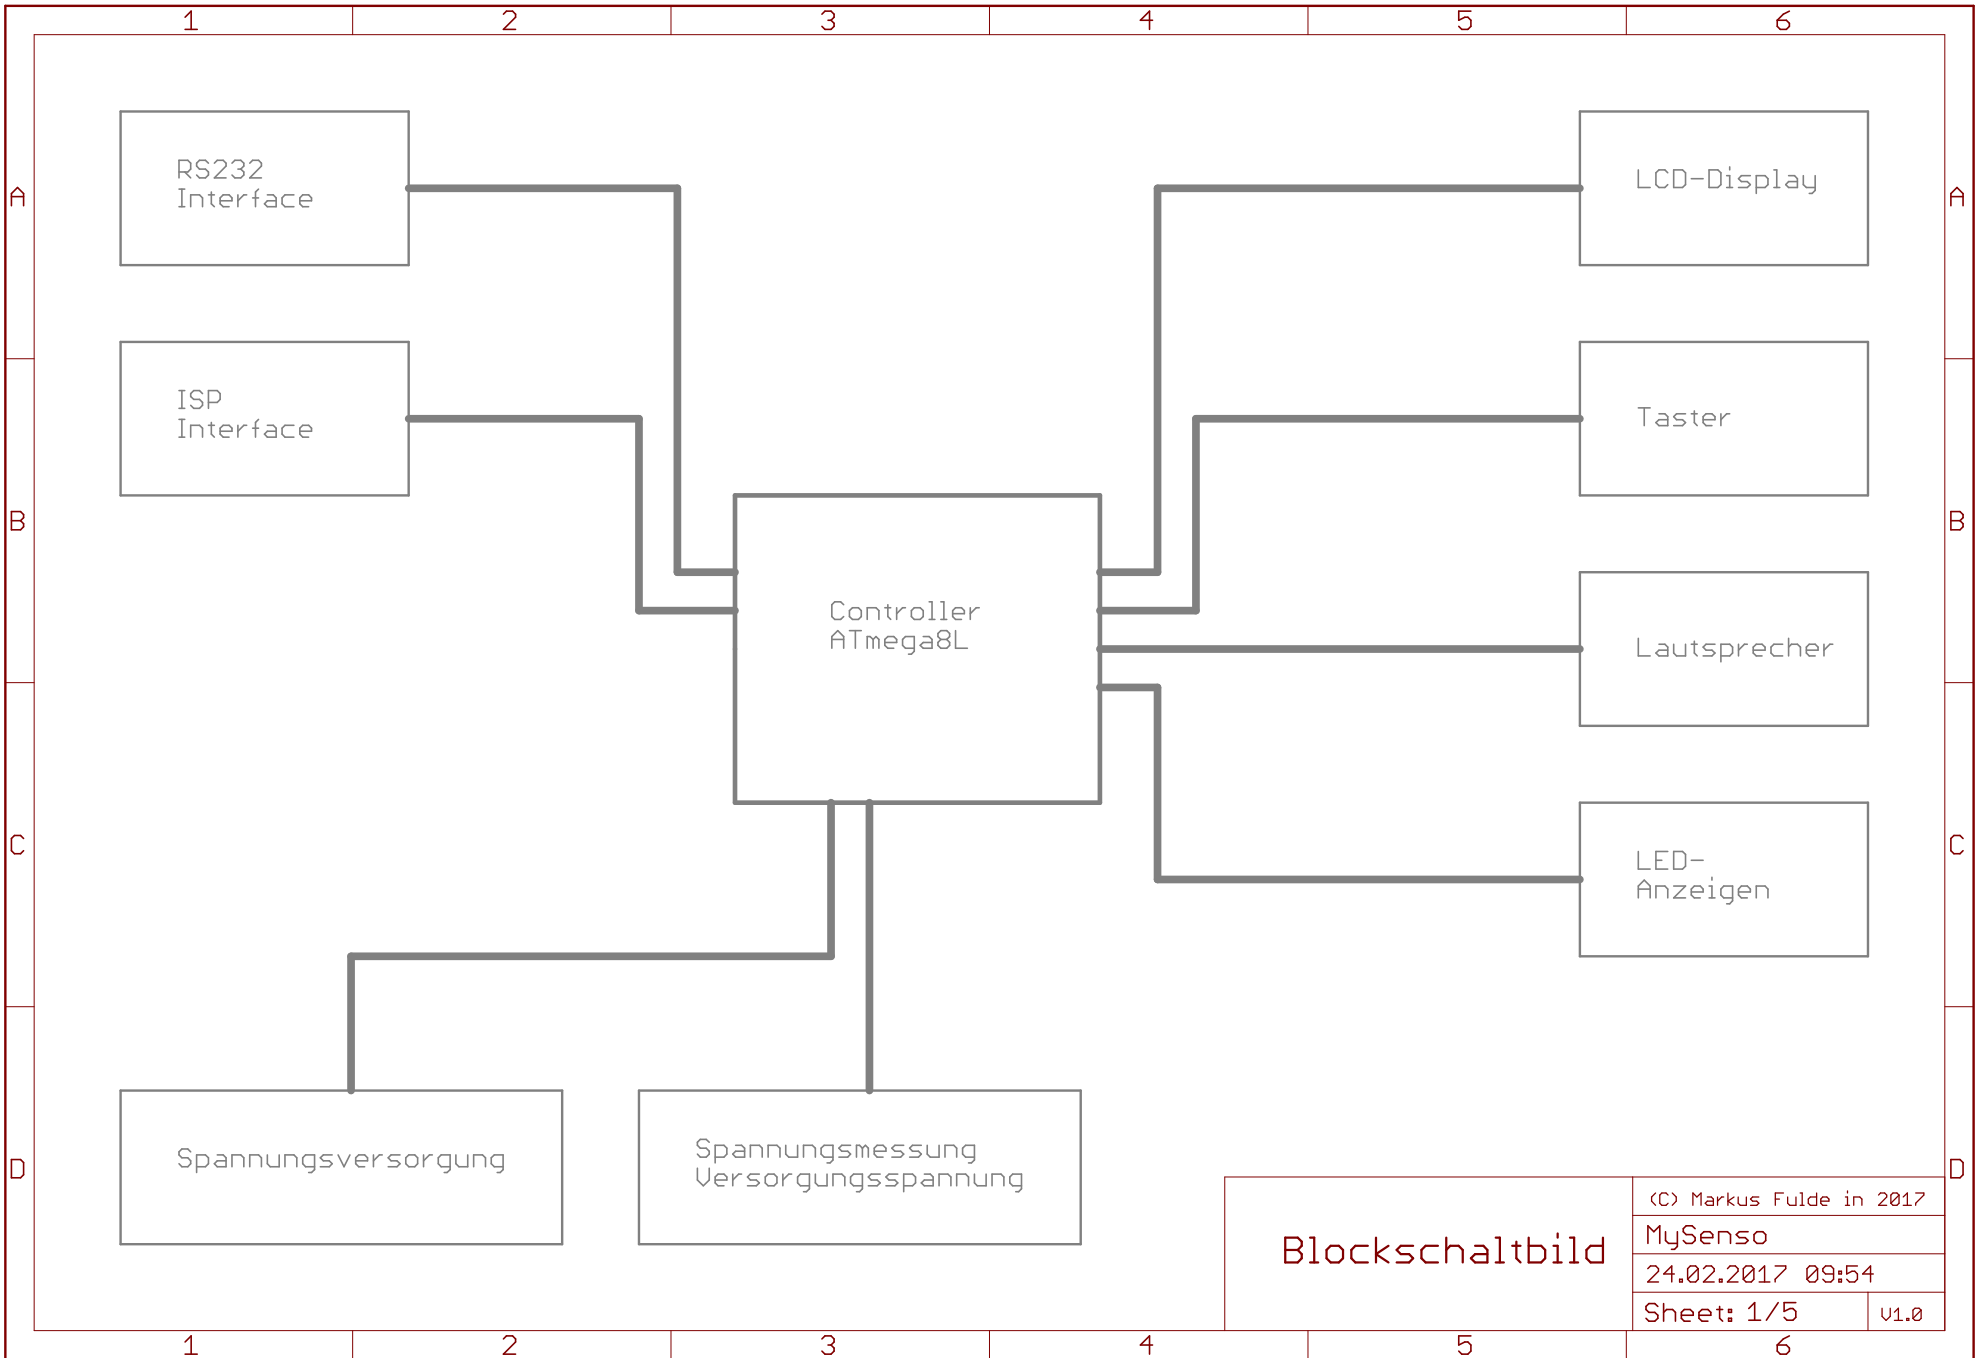 1 2 3 4 5 6
RS232
Interface
LCD-Display
A A
ISP
Interface
Taster
B B
Controller
ATmega8L
Lautsprecher
C C
LED-
Anzeigen
Spannungsversorgung
Spannungsmessung
Versorgungsspannung
D D
Blockschaltbild
(C) Markus Fulde in 2017
MySenso
24.02.2017 09:54
Sheet: 1/5
V1.0
1 2 3 4 5 6